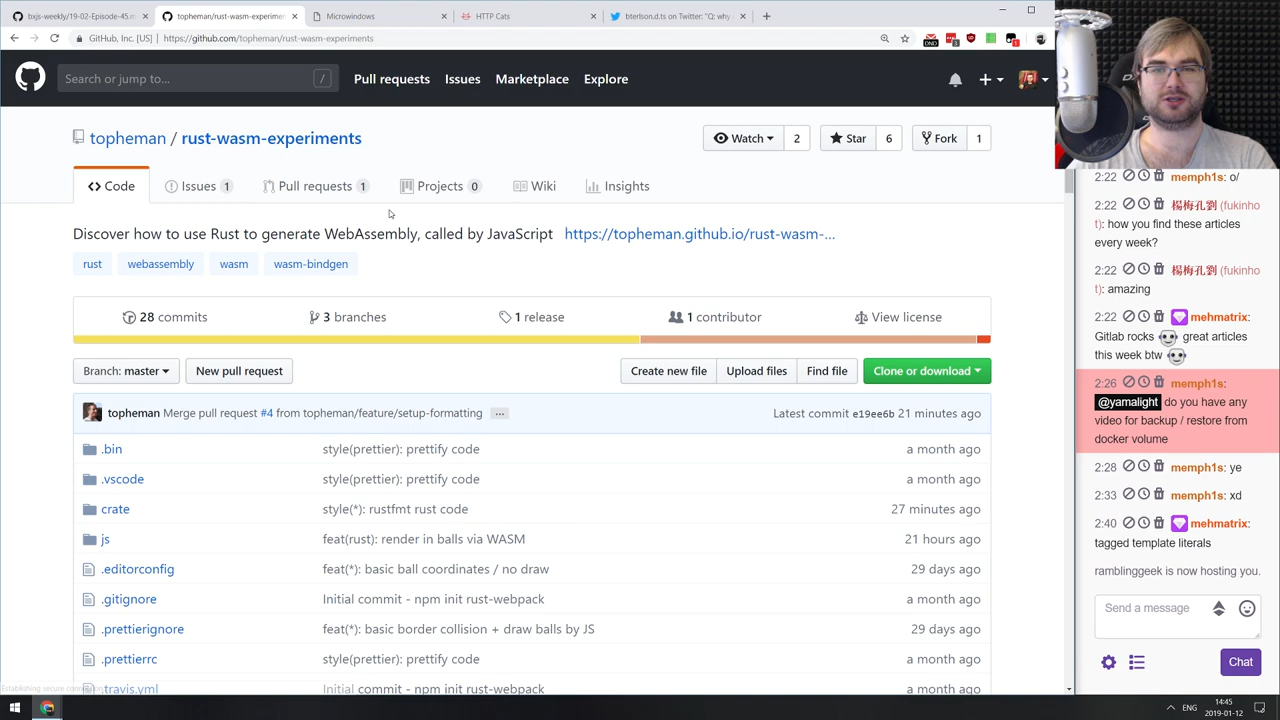 bxjs-weekly/19-02-Episode-45.m
topheman/rust-wasm-experiments
Microwindows
HTTP Cats
bterlson.d.ts on Twitter: "Q: why
GitHub, Inc. [US]
https://github.com/topheman/rust-wasm-experiments
Search or jump to...
/
Pull requests
Issues
Marketplace
Explore
topheman / rust-wasm-experiments
Watch
2
Star
6
Fork
1
Code
Issues 1
Pull requests 1
Projects 0
Wiki
Insights
Discover how to use Rust to generate WebAssembly, called by JavaScript
https://topheman.github.io/rust-wasm-...
rust
webassembly
wasm
wasm-bindgen
28 commits
3 branches
1 release
1 contributor
View license
Branch: master
New pull request
Create new file
Upload files
Find file
Clone or download
topheman Merge pull request #4 from topheman/feature/setup-formatting ...
Latest commit e19ee6b 21 minutes ago
.bin style(prettier): prettify code a month ago
.vscode style(prettier): prettify code a month ago
crate style(*): rustfmt rust code 27 minutes ago
js feat(rust): render in balls via WASM 21 hours ago
.editorconfig feat(*): basic ball coordinates / no draw 29 days ago
.gitignore Initial commit - npm init rust-webpack a month ago
.prettierignore feat(*): basic border collision + draw balls by JS 29 days ago
.prettierrc style(prettier): prettify code a month ago
.travis.yml Initial commit - npm init rust-webpack a month ago
2:22 memph1s: o/
2:22 楊梅孔劉 (fukinho
t): how you find these articles
every week?
2:22 楊梅孔劉 (fukinho
t): amazing
2:22 mehmatrix:
Gitlab rocks great articles
this week btw
2:26 memph1s:
@yamalight do you have any
video for backup / restore from
docker volume
2:28 memph1s: ye
2:33 memph1s: xd
2:40 mehmatrix:
tagged template literals
ramblinggeek is now hosting you.
Send a message
Chat
ENG
14:45
2019-01-12